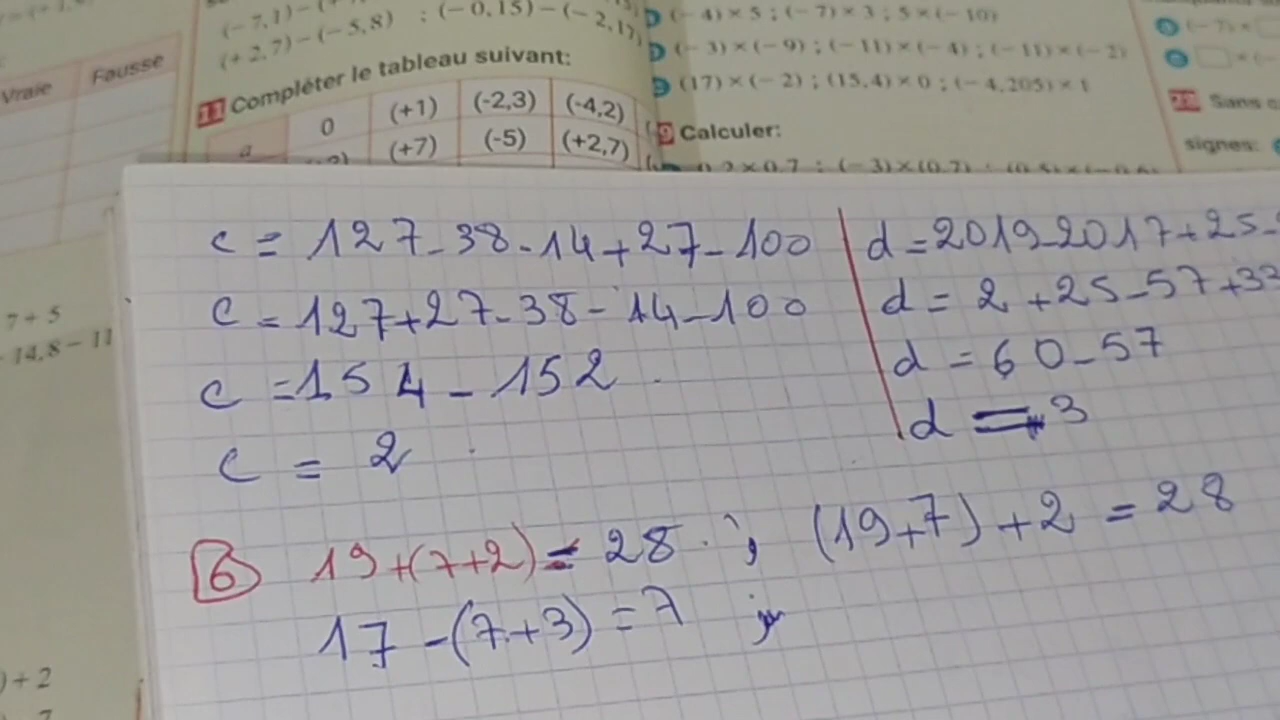 (+2,7)-(-5,8) ; (-0,15)-(-2,17)
Vraie Fausse
11 Compléter le tableau suivant:
a 0 (+1) (-2,3) (-4,2)
(+7) (-5) (+2,7)
(-4)×5 ; (-7)×3 ; 5×(-10)
(-3)×(-9) ; (-11)×(-4) ; (-11)×(-2)
(17)×(-2) ; (15,4)×0 ; (-4,205)×1
9 Calculer:
Sans
signes:
7+5
14,8-11
)+2
c = 127-38-14+27-100
c = 127+27-38-14-100
c = 154-152
c = 2
d = 2019-2017+25-
d = 2+25-57+33
d = 60-57
d = 3
6 19+(7+2) = 28 ; (19+7)+2 = 28
17-(7+3) = 7 ;